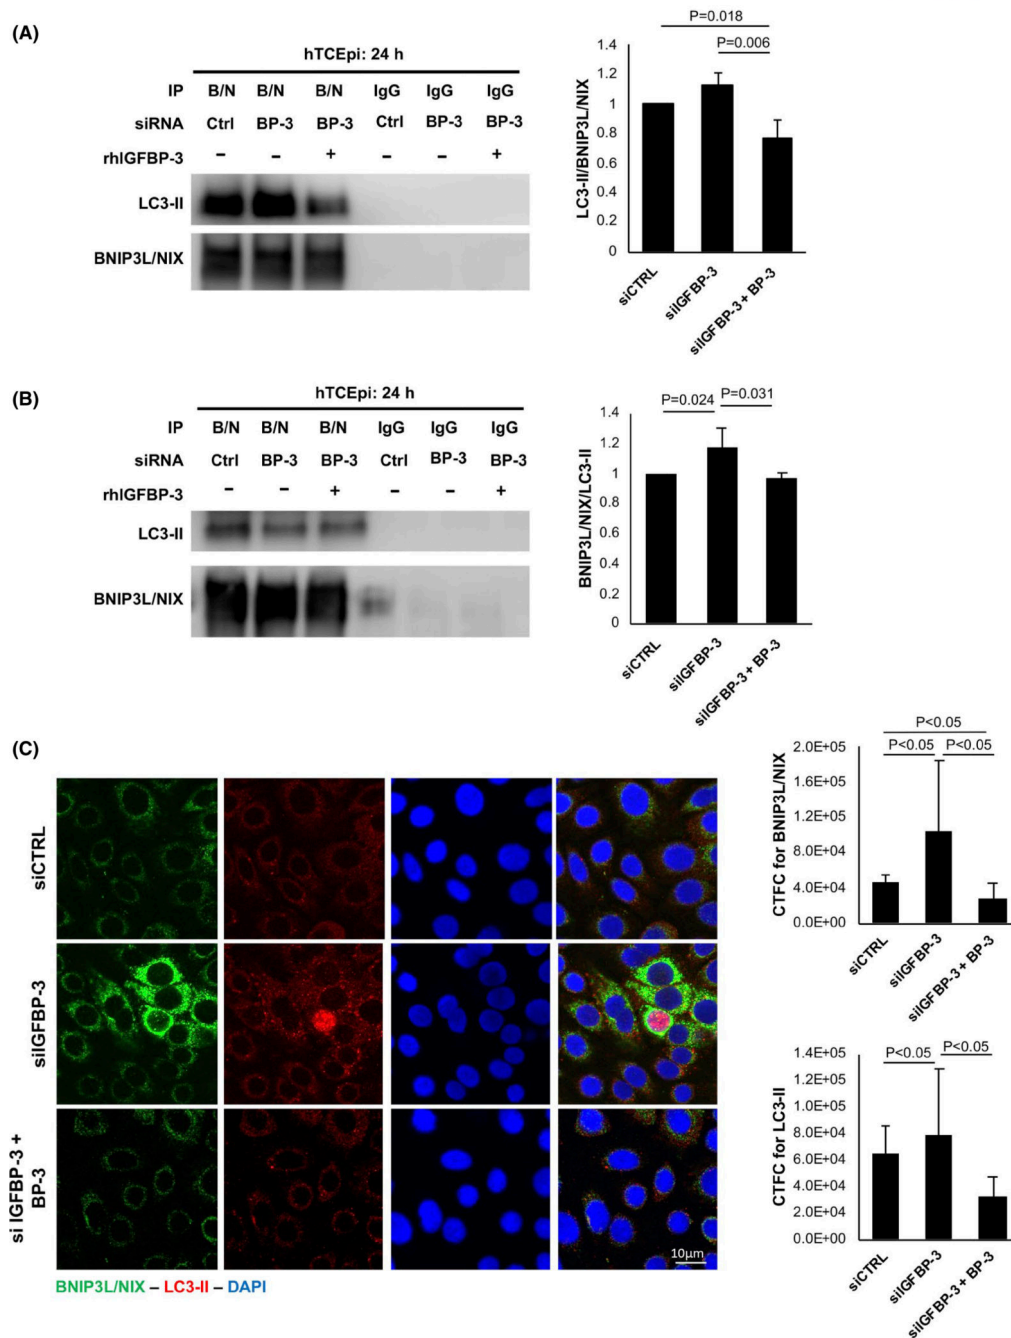 (A)
hTCEpi: 24 h
IP B/N B/N B/N IgG IgG IgG
siRNA Ctrl BP-3 BP-3 Ctrl BP-3 BP-3
rhIGFBP-3 – – + – – +
LC3-II
BNIP3L/NIX
P=0.018
P=0.006
LC3-II/BNIP3L/NIX
1.4
1.2
1
0.8
0.6
0.4
0.2
0
siCTRL
siIGFBP-3
siIGFBP-3 + BP-3
(B)
hTCEpi: 24 h
IP B/N B/N B/N IgG IgG IgG
siRNA Ctrl BP-3 BP-3 Ctrl BP-3 BP-3
rhIGFBP-3 – – + – – +
LC3-II
BNIP3L/NIX
P=0.024 P=0.031
BNIP3L/NIX/LC3-II
1.4
1.2
1
0.8
0.6
0.4
0.2
0
siCTRL
siIGFBP-3
siIGFBP-3 + BP-3
(C)
siCTRL
siIGFBP-3
si IGFBP-3 +
BP-3
10µm
BNIP3L/NIX – LC3-II – DAPI
P<0.05
P<0.05 P<0.05
CTFC for BNIP3L/NIX
2.0E+05
1.6E+05
1.2E+05
8.0E+04
4.0E+04
0.0E+00
siCTRL
siIGFBP-3
siIGFBP-3 + BP-3
P<0.05 P<0.05
CTFC for LC3-II
1.4E+05
1.2E+05
1.0E+05
8.0E+04
6.0E+04
4.0E+04
2.0E+04
0.0E+00
siCTRL
siIGFBP-3
siIGFBP-3 + BP-3